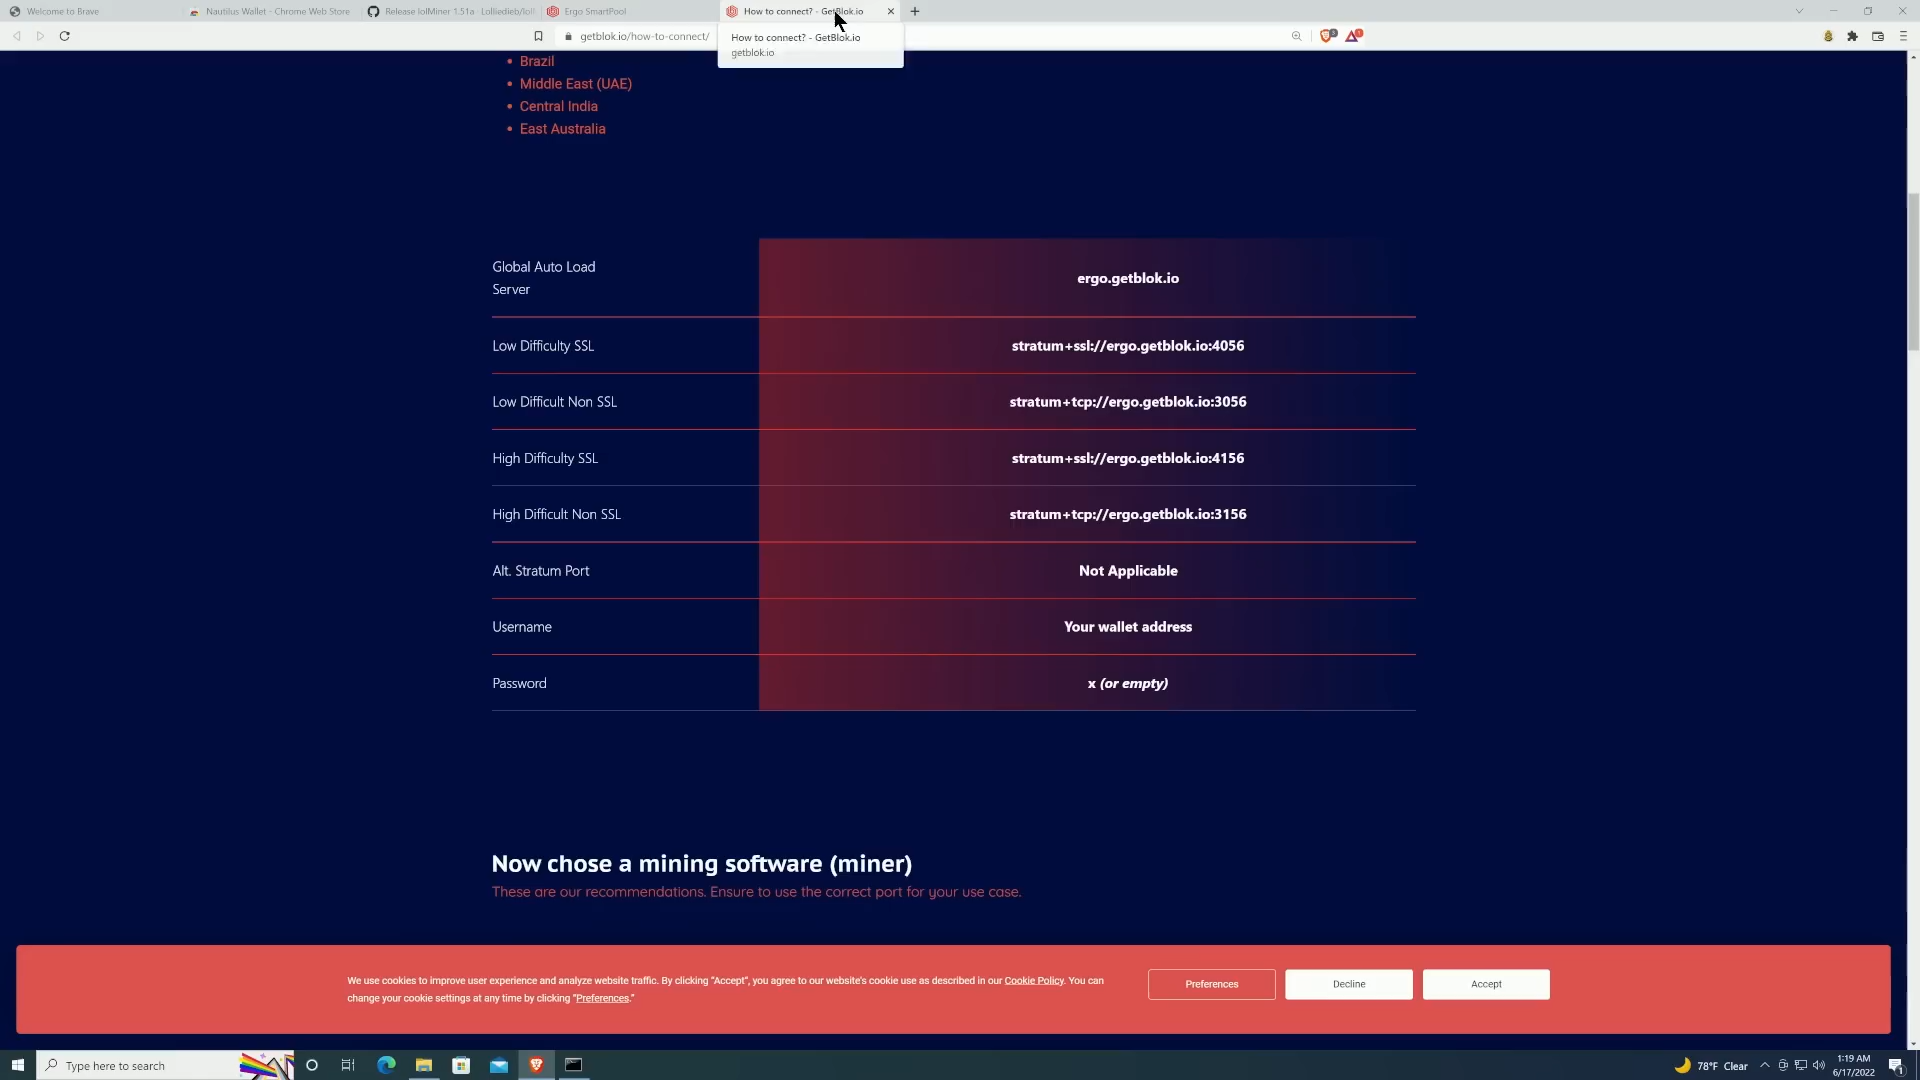 Welcome to Brave
Nautilus Wallet - Chrome Web Store
Release lolMiner 1.51a · Lolliedieb/lol
Ergo SmartPool
How to connect? - GetBlok.io
getblok.io/how-to-connect/
How to connect? - GetBlok.io
getblok.io
Brazil
Middle East (UAE)
Central India
East Australia
Global Auto Load
Server
ergo.getblok.io
Low Difficulty SSL
stratum+ssl://ergo.getblok.io:4056
Low Difficult Non SSL
stratum+tcp://ergo.getblok.io:3056
High Difficulty SSL
stratum+ssl://ergo.getblok.io:4156
High Difficult Non SSL
stratum+tcp://ergo.getblok.io:3156
Alt. Stratum Port
Not Applicable
Username
Your wallet address
Password
x (or empty)
Now chose a mining software (miner)
These are our recommendations. Ensure to use the correct port for your use case.
We use cookies to improve user experience and analyze website traffic. By clicking "Accept", you agree to our website's cookie use as described in our Cookie Policy. You can
change your cookie settings at any time by clicking "Preferences."
Preferences
Decline
Accept
Type here to search
78°F Clear
1:19 AM
6/17/2022